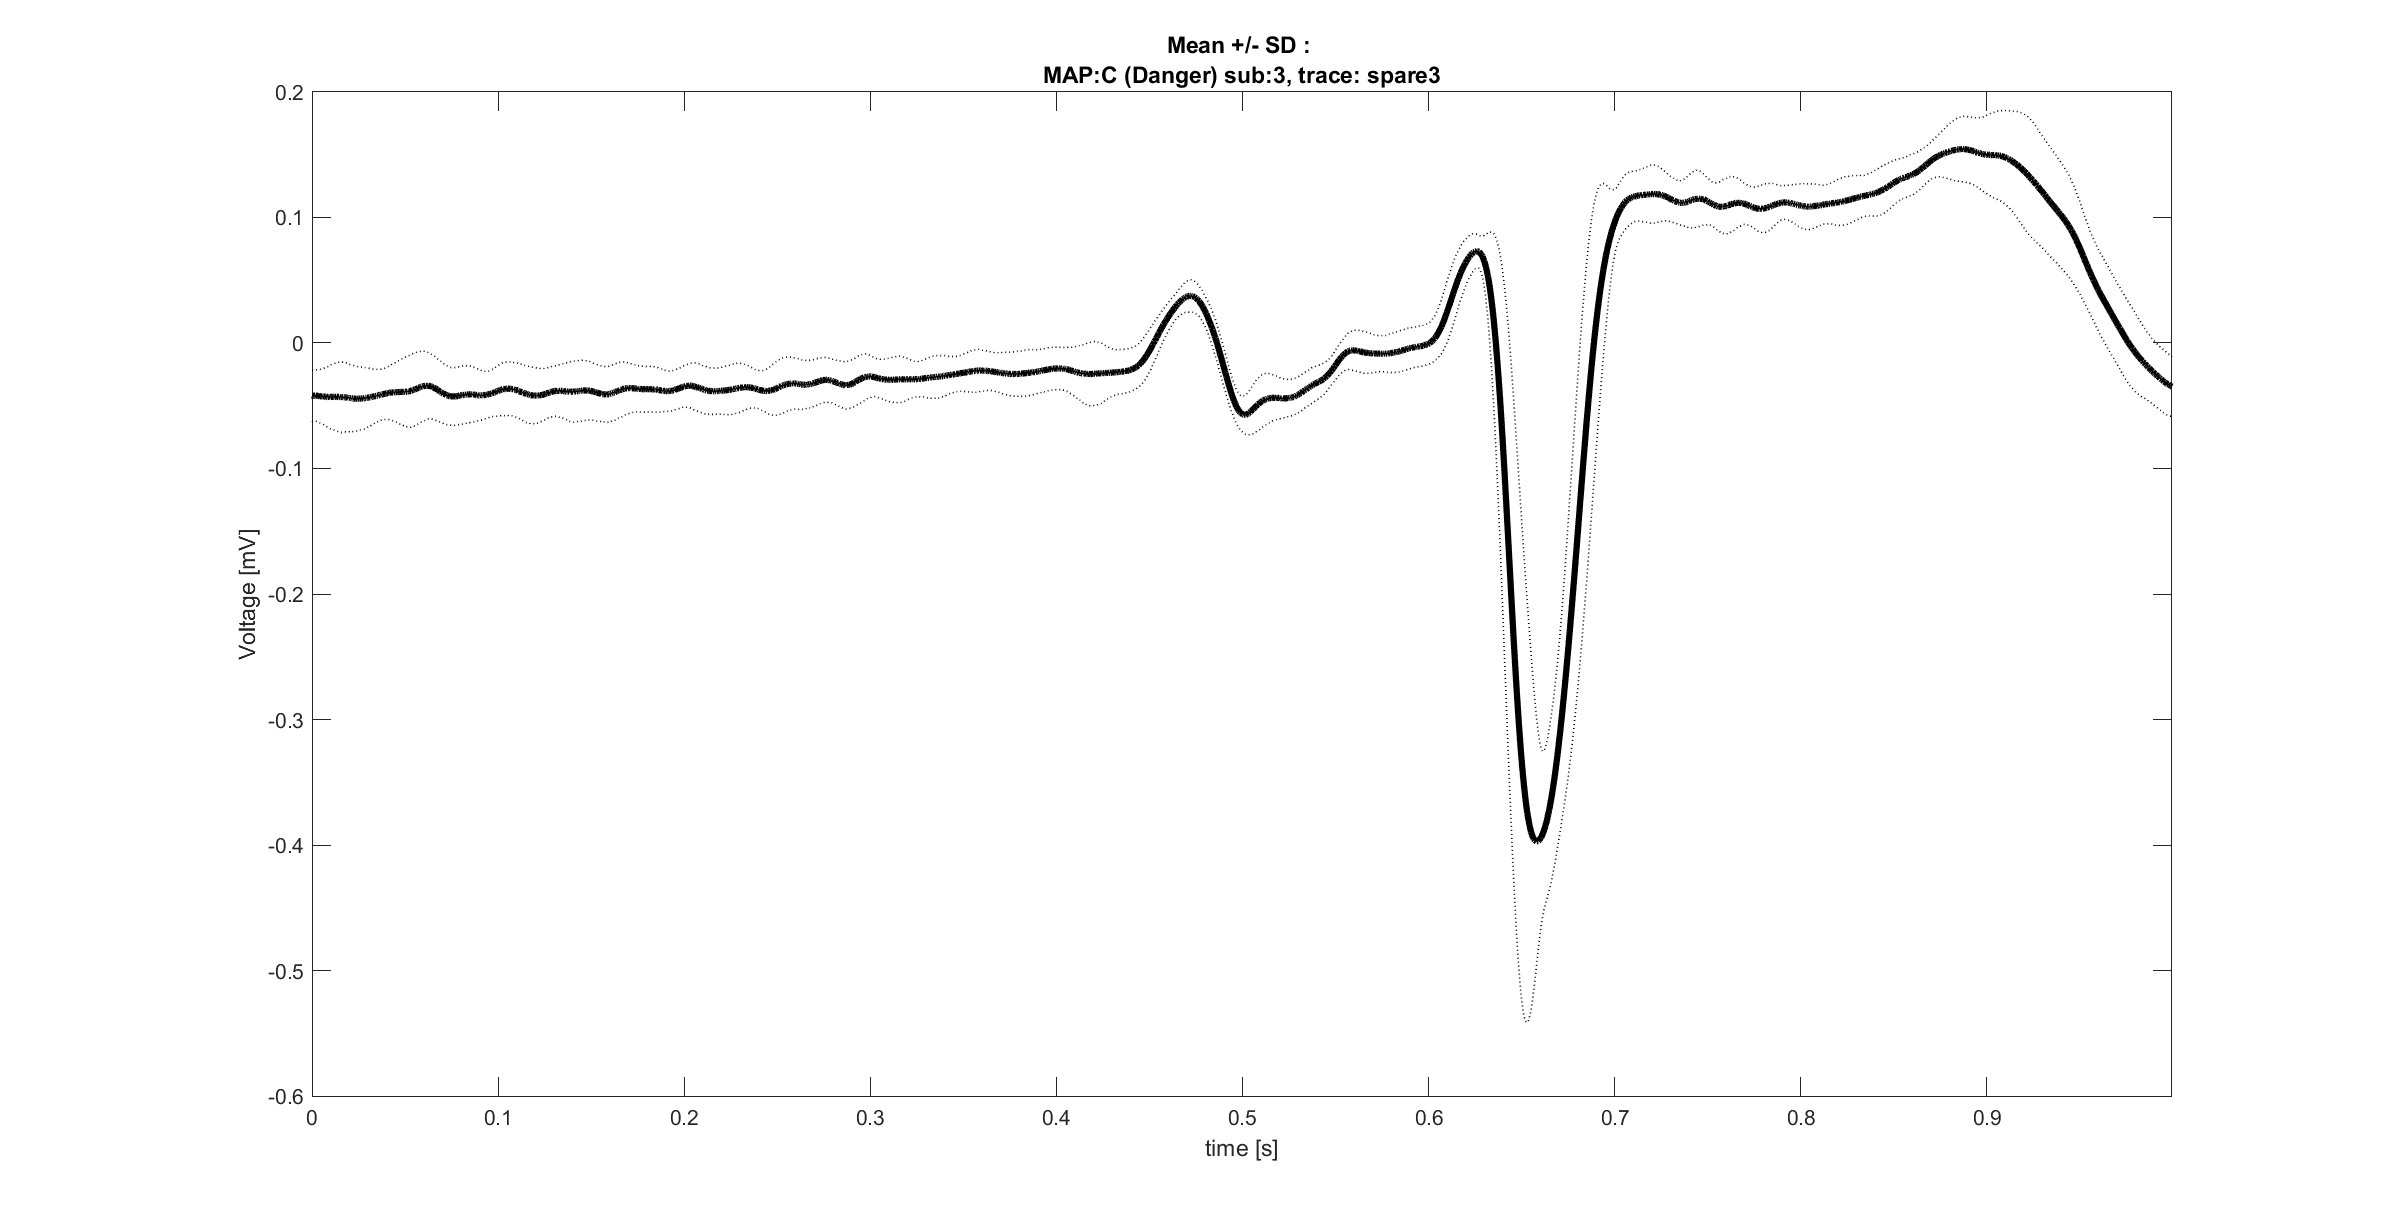 Mean +/- SD :
MAP:C (Danger) sub:3, trace: spare3
0.2
0.1
0
-0.1
-0.2
-0.3
-0.4
-0.5
-0.6
Voltage [mV]
0 0.1 0.2 0.3 0.4 0.5 0.6 0.7 0.8 0.9
time [s]